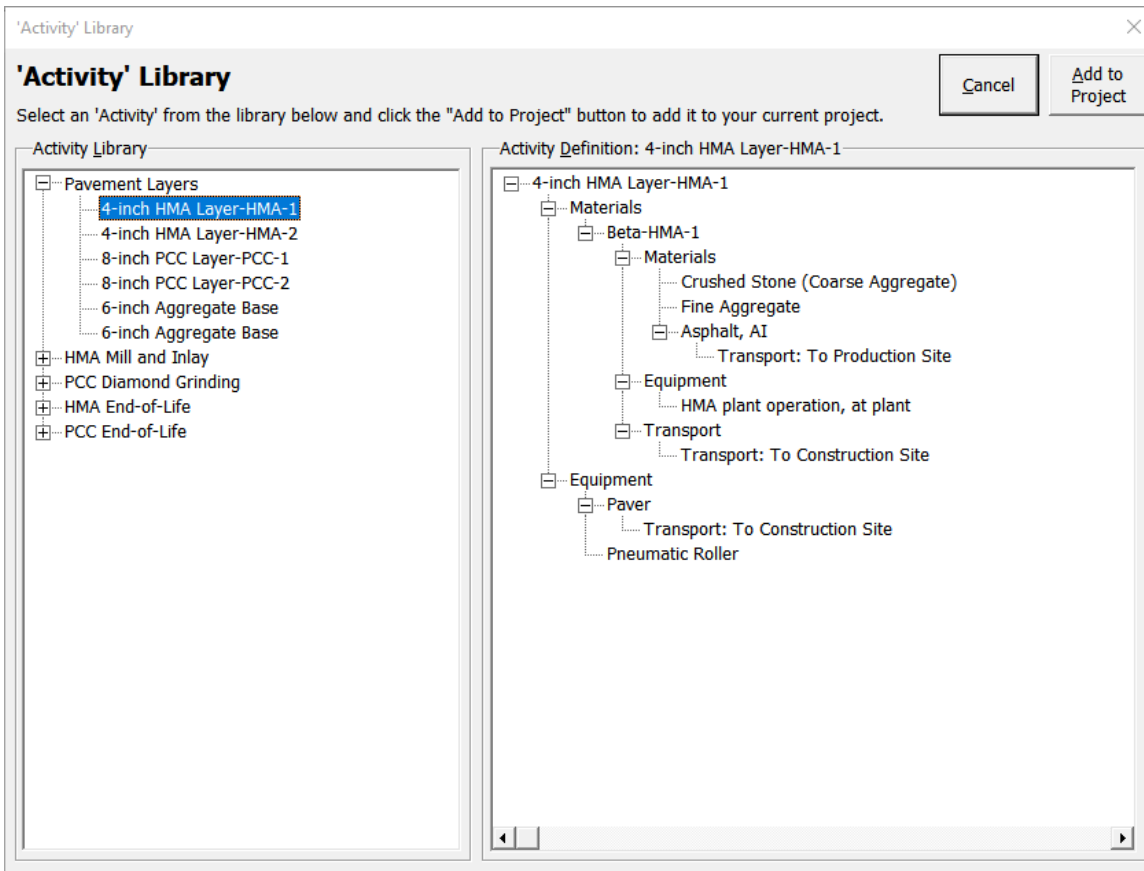 'Activity' Library
'Activity' Library
Cancel
Add to
Project
Select an 'Activity' from the library below and click the "Add to Project" button to add it to your current project.
Activity Library
Pavement Layers
4-inch HMA Layer-HMA-1
4-inch HMA Layer-HMA-2
8-inch PCC Layer-PCC-1
8-inch PCC Layer-PCC-2
6-inch Aggregate Base
6-inch Aggregate Base
HMA Mill and Inlay
PCC Diamond Grinding
HMA End-of-Life
PCC End-of-Life
Activity Definition: 4-inch HMA Layer-HMA-1
4-inch HMA Layer-HMA-1
Materials
Beta-HMA-1
Materials
Crushed Stone (Coarse Aggregate)
Fine Aggregate
Asphalt, AI
Transport: To Production Site
Equipment
HMA plant operation, at plant
Transport
Transport: To Construction Site
Equipment
Paver
Transport: To Construction Site
Pneumatic Roller